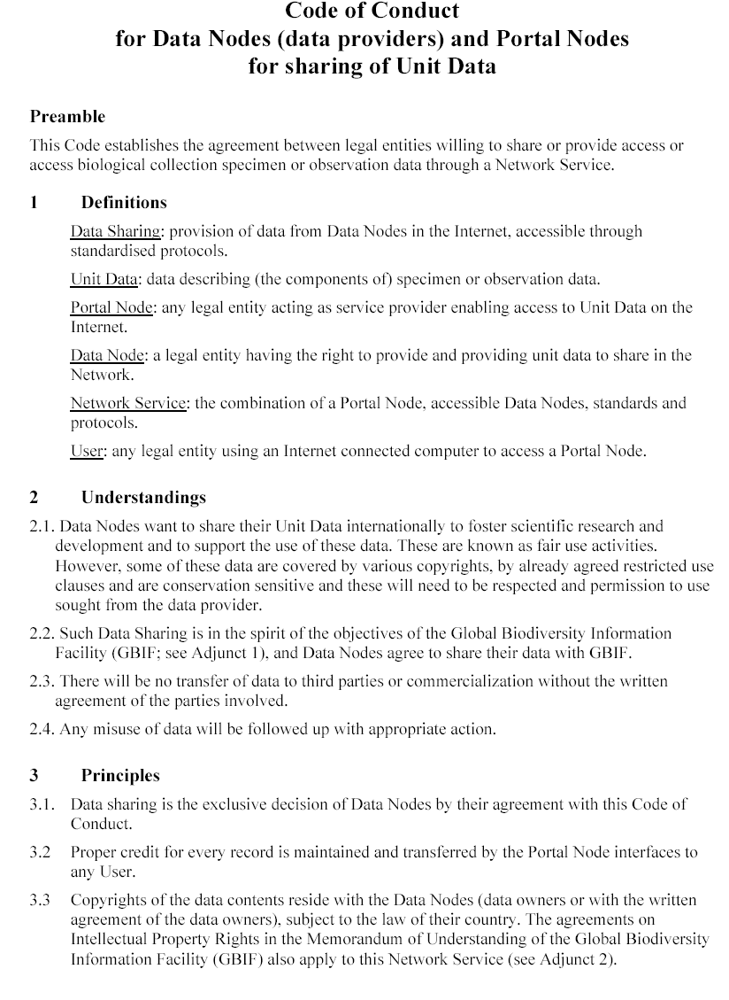 Code of Conduct
for Data Nodes (data providers) and Portal Nodes
for sharing of Unit Data
Preamble
This Code establishes the agreement between legal entities willing to share or provide access or
access biological collection specimen or observation data through a Network Service.
1 Definitions
Data Sharing: provision of data from Data Nodes in the Internet, accessible through
standardised protocols.
Unit Data: data describing (the components of) specimen or observation data.
Portal Node: any legal entity acting as service provider enabling access to Unit Data on the
Internet.
Data Node: a legal entity having the right to provide and providing unit data to share in the
Network.
Network Service: the combination of a Portal Node, accessible Data Nodes, standards and
protocols.
User: any legal entity using an Internet connected computer to access a Portal Node.
2 Understandings
2.1. Data Nodes want to share their Unit Data internationally to foster scientific research and
development and to support the use of these data. These are known as fair use activities.
However, some of these data are covered by various copyrights, by already agreed restricted use
clauses and are conservation sensitive and these will need to be respected and permission to use
sought from the data provider.
2.2. Such Data Sharing is in the spirit of the objectives of the Global Biodiversity Information
Facility (GBIF; see Adjunct 1), and Data Nodes agree to share their data with GBIF.
2.3. There will be no transfer of data to third parties or commercialization without the written
agreement of the parties involved.
2.4. Any misuse of data will be followed up with appropriate action.
3 Principles
3.1. Data sharing is the exclusive decision of Data Nodes by their agreement with this Code of
Conduct.
3.2 Proper credit for every record is maintained and transferred by the Portal Node interfaces to
any User.
3.3 Copyrights of the data contents reside with the Data Nodes (data owners or with the written
agreement of the data owners), subject to the law of their country. The agreements on
Intellectual Property Rights in the Memorandum of Understanding of the Global Biodiversity
Information Facility (GBIF) also apply to this Network Service (see Adjunct 2).